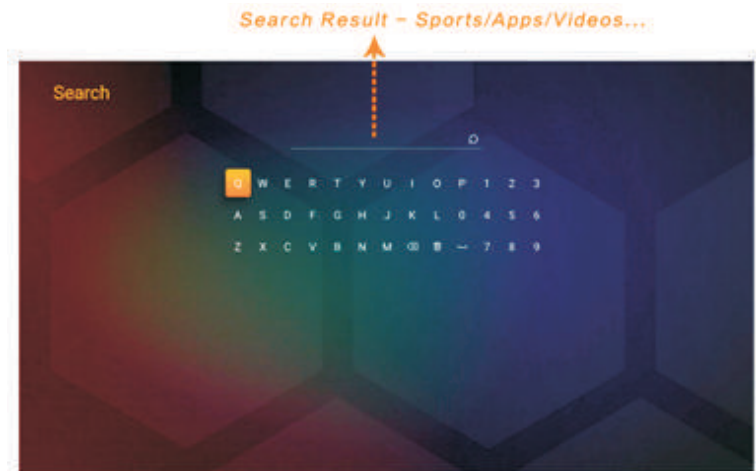 Search Result – Sports/Apps/Videos...
Search
Q W E R T Y U I O P 1 2 3
A S D F G H J K L 0 4 5 6
Z X C V B N M 7 8 9